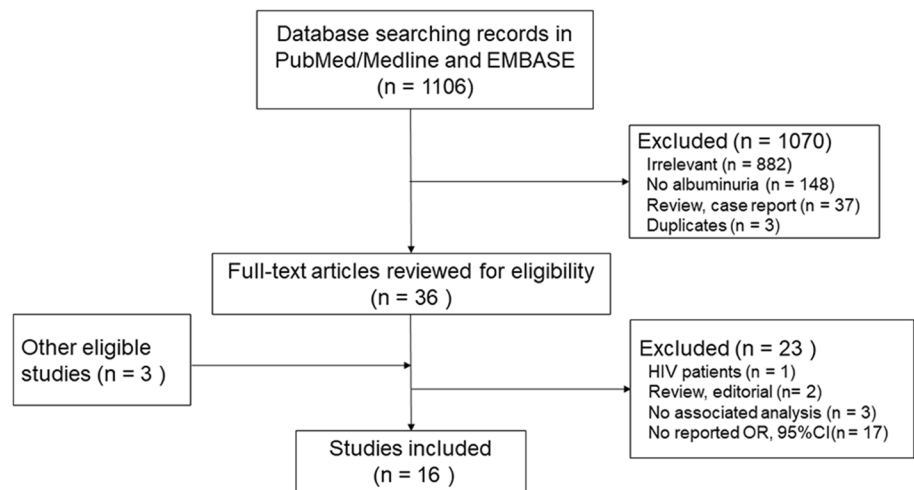 Database searching records in
PubMed/Medline and EMBASE
(n = 1106)
Excluded (n = 1070)
Irrelevant (n = 882)
No albuminuria (n = 148)
Review, case report (n = 37)
Duplicates (n = 3)
Full-text articles reviewed for eligibility
(n = 36 )
Other eligible
studies (n = 3 )
Excluded (n = 23 )
HIV patients (n = 1)
Review, editorial (n= 2)
No associated analysis (n = 3)
No reported OR, 95%CI(n = 17)
Studies included
(n = 16 )